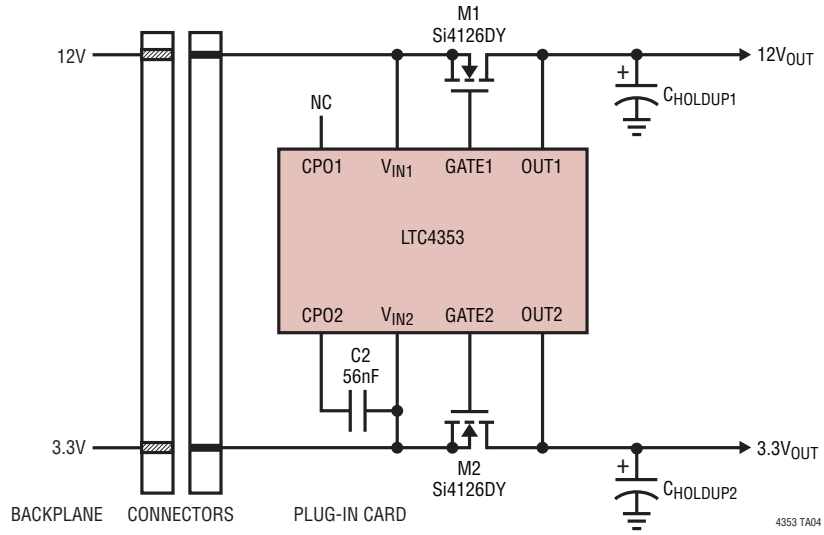 M1
Si4126DY
12V
12VOUT
+
CHOLDUP1
NC
CPO1 VIN1 GATE1 OUT1
LTC4353
CPO2 VIN2 GATE2 OUT2
C2
56nF
3.3V
3.3VOUT
M2
Si4126DY
+
CHOLDUP2
BACKPLANE CONNECTORS PLUG-IN CARD
4353 TA04